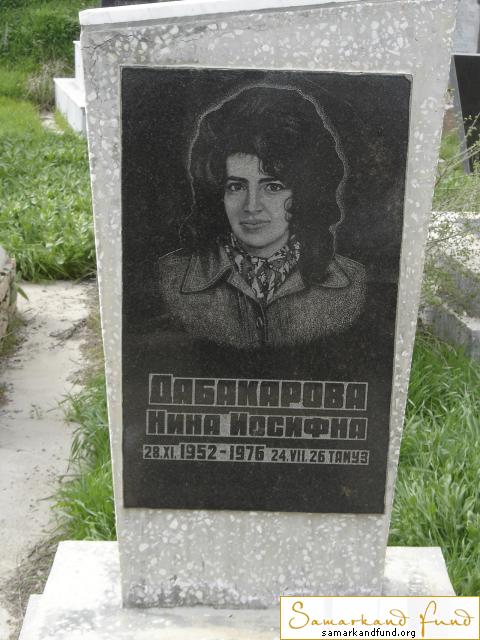 ДАБАКАРОВА
НИНА ИОСИФНА
28.XI. 1952-1976 24.VII. 26 ТАМУЗ
Samarkand Fund
samarkandfund.org